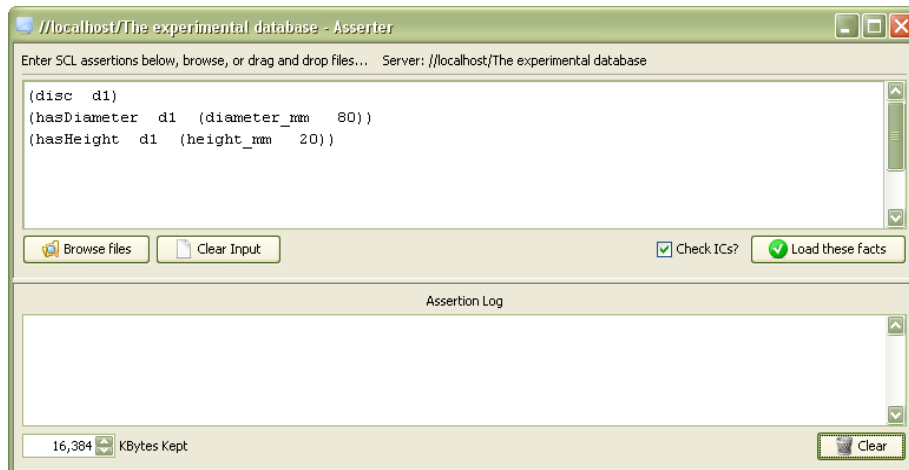 //localhost/The experimental database - Asserter
Enter SCL assertions below, browse, or drag and drop files... Server: //localhost/The experimental database
(disc d1)
(hasDiameter d1 (diameter_mm 80))
(hasHeight d1 (height_mm 20))
Browse files Clear Input Check ICs? Load these facts
Assertion Log
16,384 KBytes Kept Clear